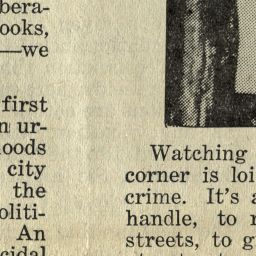 bera-
ooks,
—we
first
n ur-
hoods
city
the
oliti-
An
cidal
Watching
corner is loi
crime. It's a
handle, to r
streets, to g